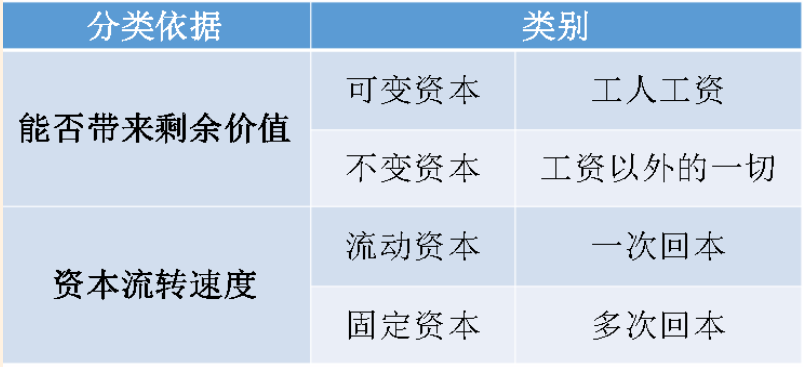 分类依据 类别
能否带来剩余价值
可变资本 工人工资
不变资本 工资以外的一切
资本流转速度
流动资本 一次回本
固定资本 多次回本